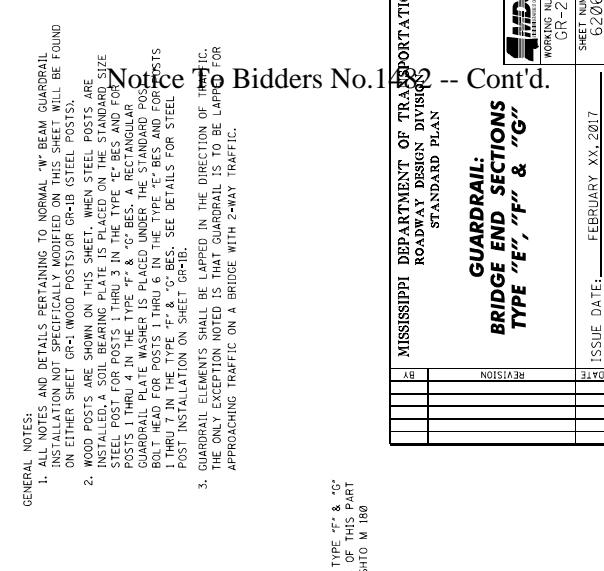 Notice To Bidders No.1482 -- Cont'd.
GENERAL NOTES:
1. ALL NOTES AND DETAILS PERTAINING TO NORMAL "W" BEAM GUARDRAIL
INSTALLATION NOT SPECIFICALLY MODIFIED ON THIS SHEET WILL BE FOUND
ON EITHER SHEET GR-1 (WOOD POSTS) OR GR-1B (STEEL POSTS).
2. WOOD POSTS ARE SHOWN ON THIS SHEET. WHEN STEEL POSTS ARE
INSTALLED, A SOIL BEARING PLATE IS PLACED ON THE STANDARD SIZE
STEEL POST FOR POSTS 1 THRU 3 IN THE TYPE "E" BES AND FOR
POSTS 1 THRU 4 IN THE TYPE "F" & "G" BES. A RECTANGULAR
GUARDRAIL PLATE WASHER IS PLACED UNDER THE STANDARD POST
BOLT HEAD FOR POSTS 1 THRU 6 IN THE TYPE "E" BES AND FOR POSTS
1 THRU 7 IN THE TYPE "F" & "G" BES. SEE DETAILS FOR STEEL
POST INSTALLATION ON SHEET GR-1B.
3. GUARDRAIL ELEMENTS SHALL BE LAPPED IN THE DIRECTION OF TRAFFIC.
THE ONLY EXCEPTION NOTED IS THAT GUARDRAIL IS TO BE LAPPED FOR
APPROACHING TRAFFIC ON A BRIDGE WITH 2-WAY TRAFFIC.
TYPE "F" & "G"
OF THIS PART
SHTO M 180
MISSISSIPPI DEPARTMENT OF TRANSPORTATIO
ROADWAY DESIGN DIVISION
STANDARD PLAN
GUARDRAIL:
BRIDGE END SECTIONS
TYPE "E", "F" & "G"
ISSUE DATE: FEBRUARY XX, 2017
BY
REVISION
DATE
MDO
WORKING NU
GR-2
SHEET NUM
620